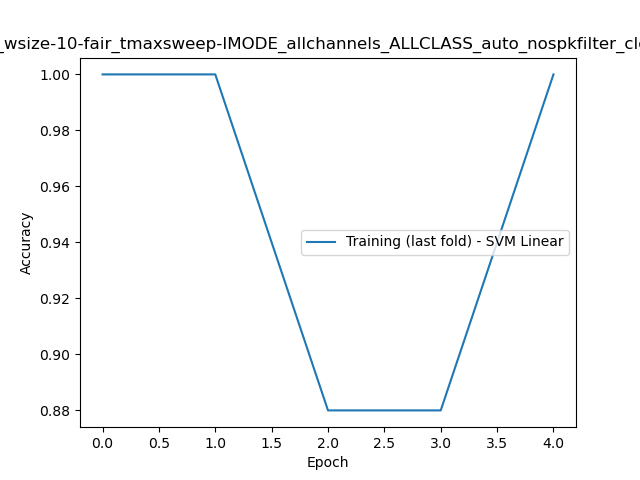 _wsize-10-fair_tmaxsweep-IMODE_allchannels_ALLCLASS_auto_nospkfilter_cl
1.00
0.98
0.96
0.94
0.92
0.90
0.88
Accuracy
Training (last fold) - SVM Linear
0.0 0.5 1.0 1.5 2.0 2.5 3.0 3.5 4.0
Epoch